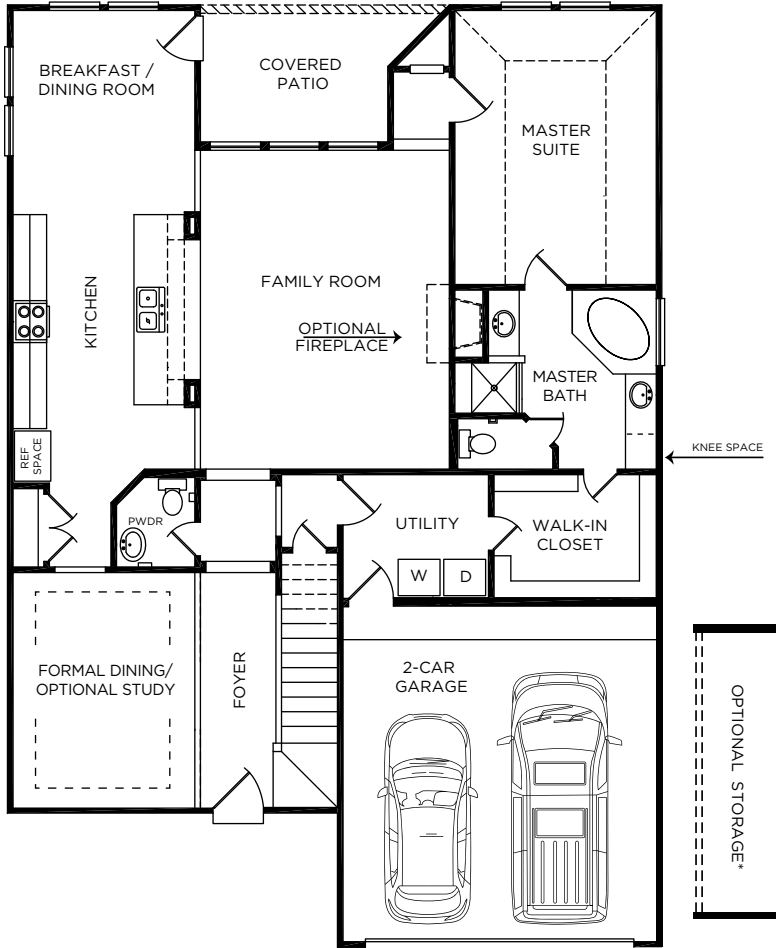 BREAKFAST /
DINING ROOM
COVERED
PATIO
MASTER
SUITE
KITCHEN
FAMILY ROOM
OPTIONAL
FIREPLACE
MASTER
BATH
REF
SPACE
KNEE SPACE
PWDR
UTILITY
WALK-IN
CLOSET
W
D
FORMAL DINING/
OPTIONAL STUDY
FOYER
2-CAR
GARAGE
OPTIONAL STORAGE*